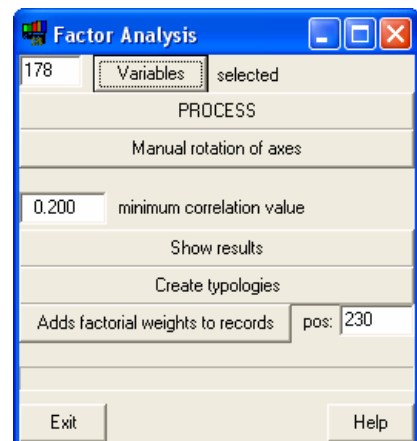 Factor Analysis
178 Variables selected
PROCESS
Manual rotation of axes
0.200 minimum correlation value
Show results
Create typologies
Adds factorial weights to records pos: 230
Exit Help